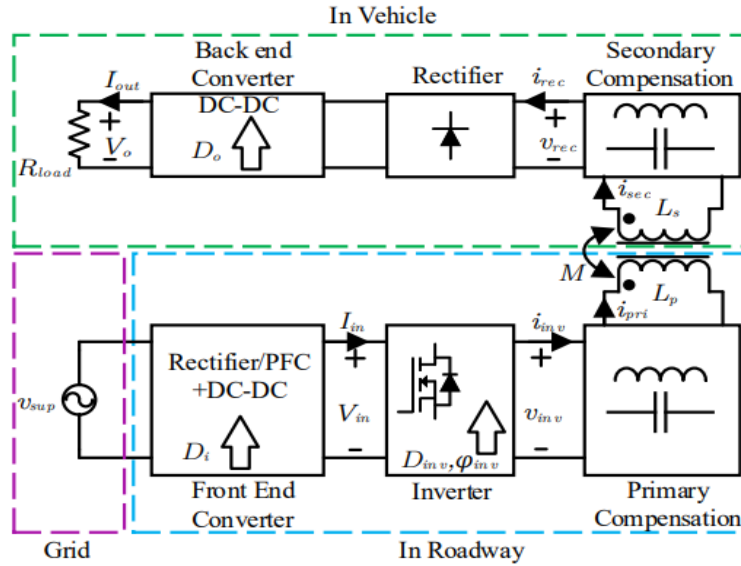 In Vehicle
Back end
Converter
Rectifier
Secondary
Compensation
I_out
DC-DC
i_rec
+
+
V_o
D_o
v_rec
R_load
i_sec
L_s
M
L_p
i_pri
I_in
i_inv
Rectifier/PFC
+DC-DC
+
+
v_sup
V_in
v_inv
D_i
D_inv,φ_inv
Front End
Converter
Inverter
Primary
Compensation
Grid
In Roadway